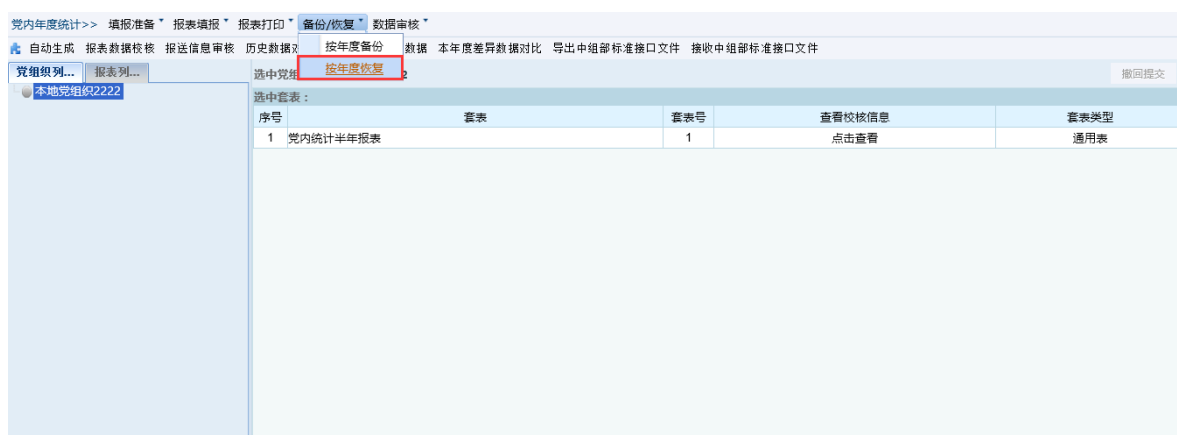 党内年度统计>> 填报准备 报表填报 报表打印 备份/恢复 数据审核
自动生成 报表数据校核 报送信息审核 历史数据 数据 本年度差异数据对比 导出中组部标准接口文件 接收中组部标准接口文件
按年度备份
按年度恢复
党组织列... 报表列...
选中党组 2 撤回提交
本地党组织2222
选中套表：
序号 套表 套表号 查看校核信息 套表类型
1 党内统计半年报表 1 点击查看 通用表